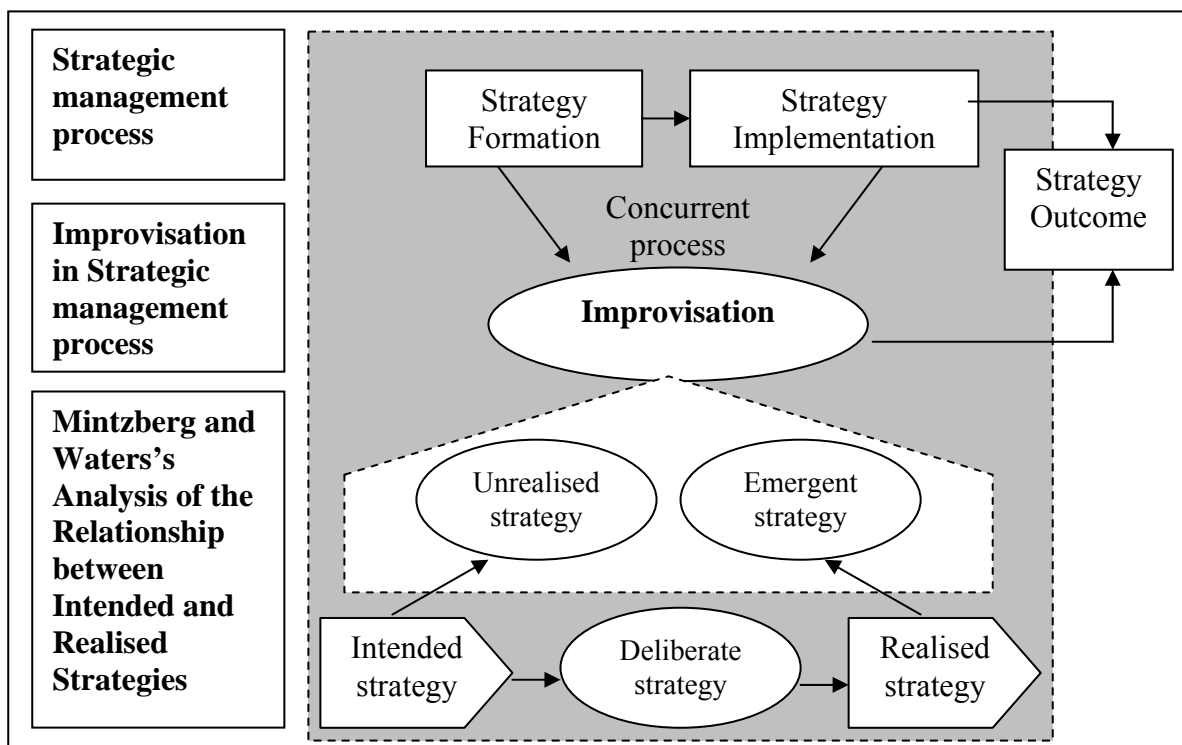 Strategic
management
process
Improvisation
in Strategic
management
process
Mintzberg and
Waters's
Analysis of the
Relationship
between
Intended and
Realised
Strategies
Strategy
Formation
Strategy
Implementation
Strategy
Outcome
Concurrent
process
Improvisation
Unrealised
strategy
Emergent
strategy
Intended
strategy
Deliberate
strategy
Realised
strategy